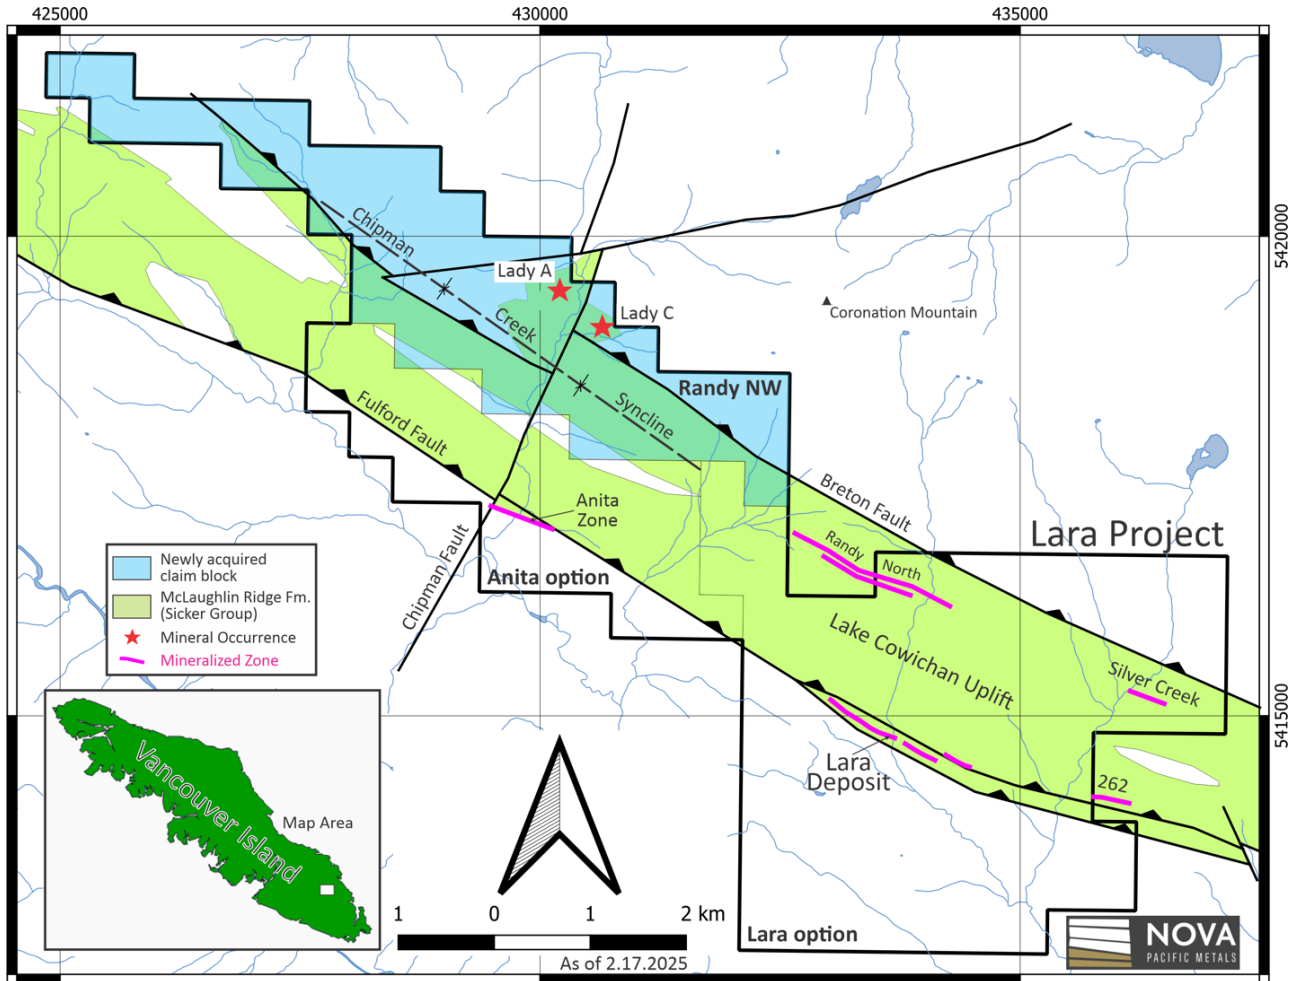 425000
430000
435000
5420000
5415000
Chipman
Creek
Syncline
Lady A
Lady C
Coronation Mountain
Randy NW
Fulford Fault
Breton Fault
Anita
Zone
Chipman Fault
Anita option
Lara Project
Randy
North
Lake Cowichan Uplift
Silver Creek
262
Lara
Deposit
Lara option
Newly acquired
claim block
McLaughlin Ridge Fm.
(Sicker Group)
Mineral Occurrence
Mineralized Zone
Vancouver Island
Map Area
1
0
1
2 km
As of 2.17.2025
NOVA
PACIFIC METALS